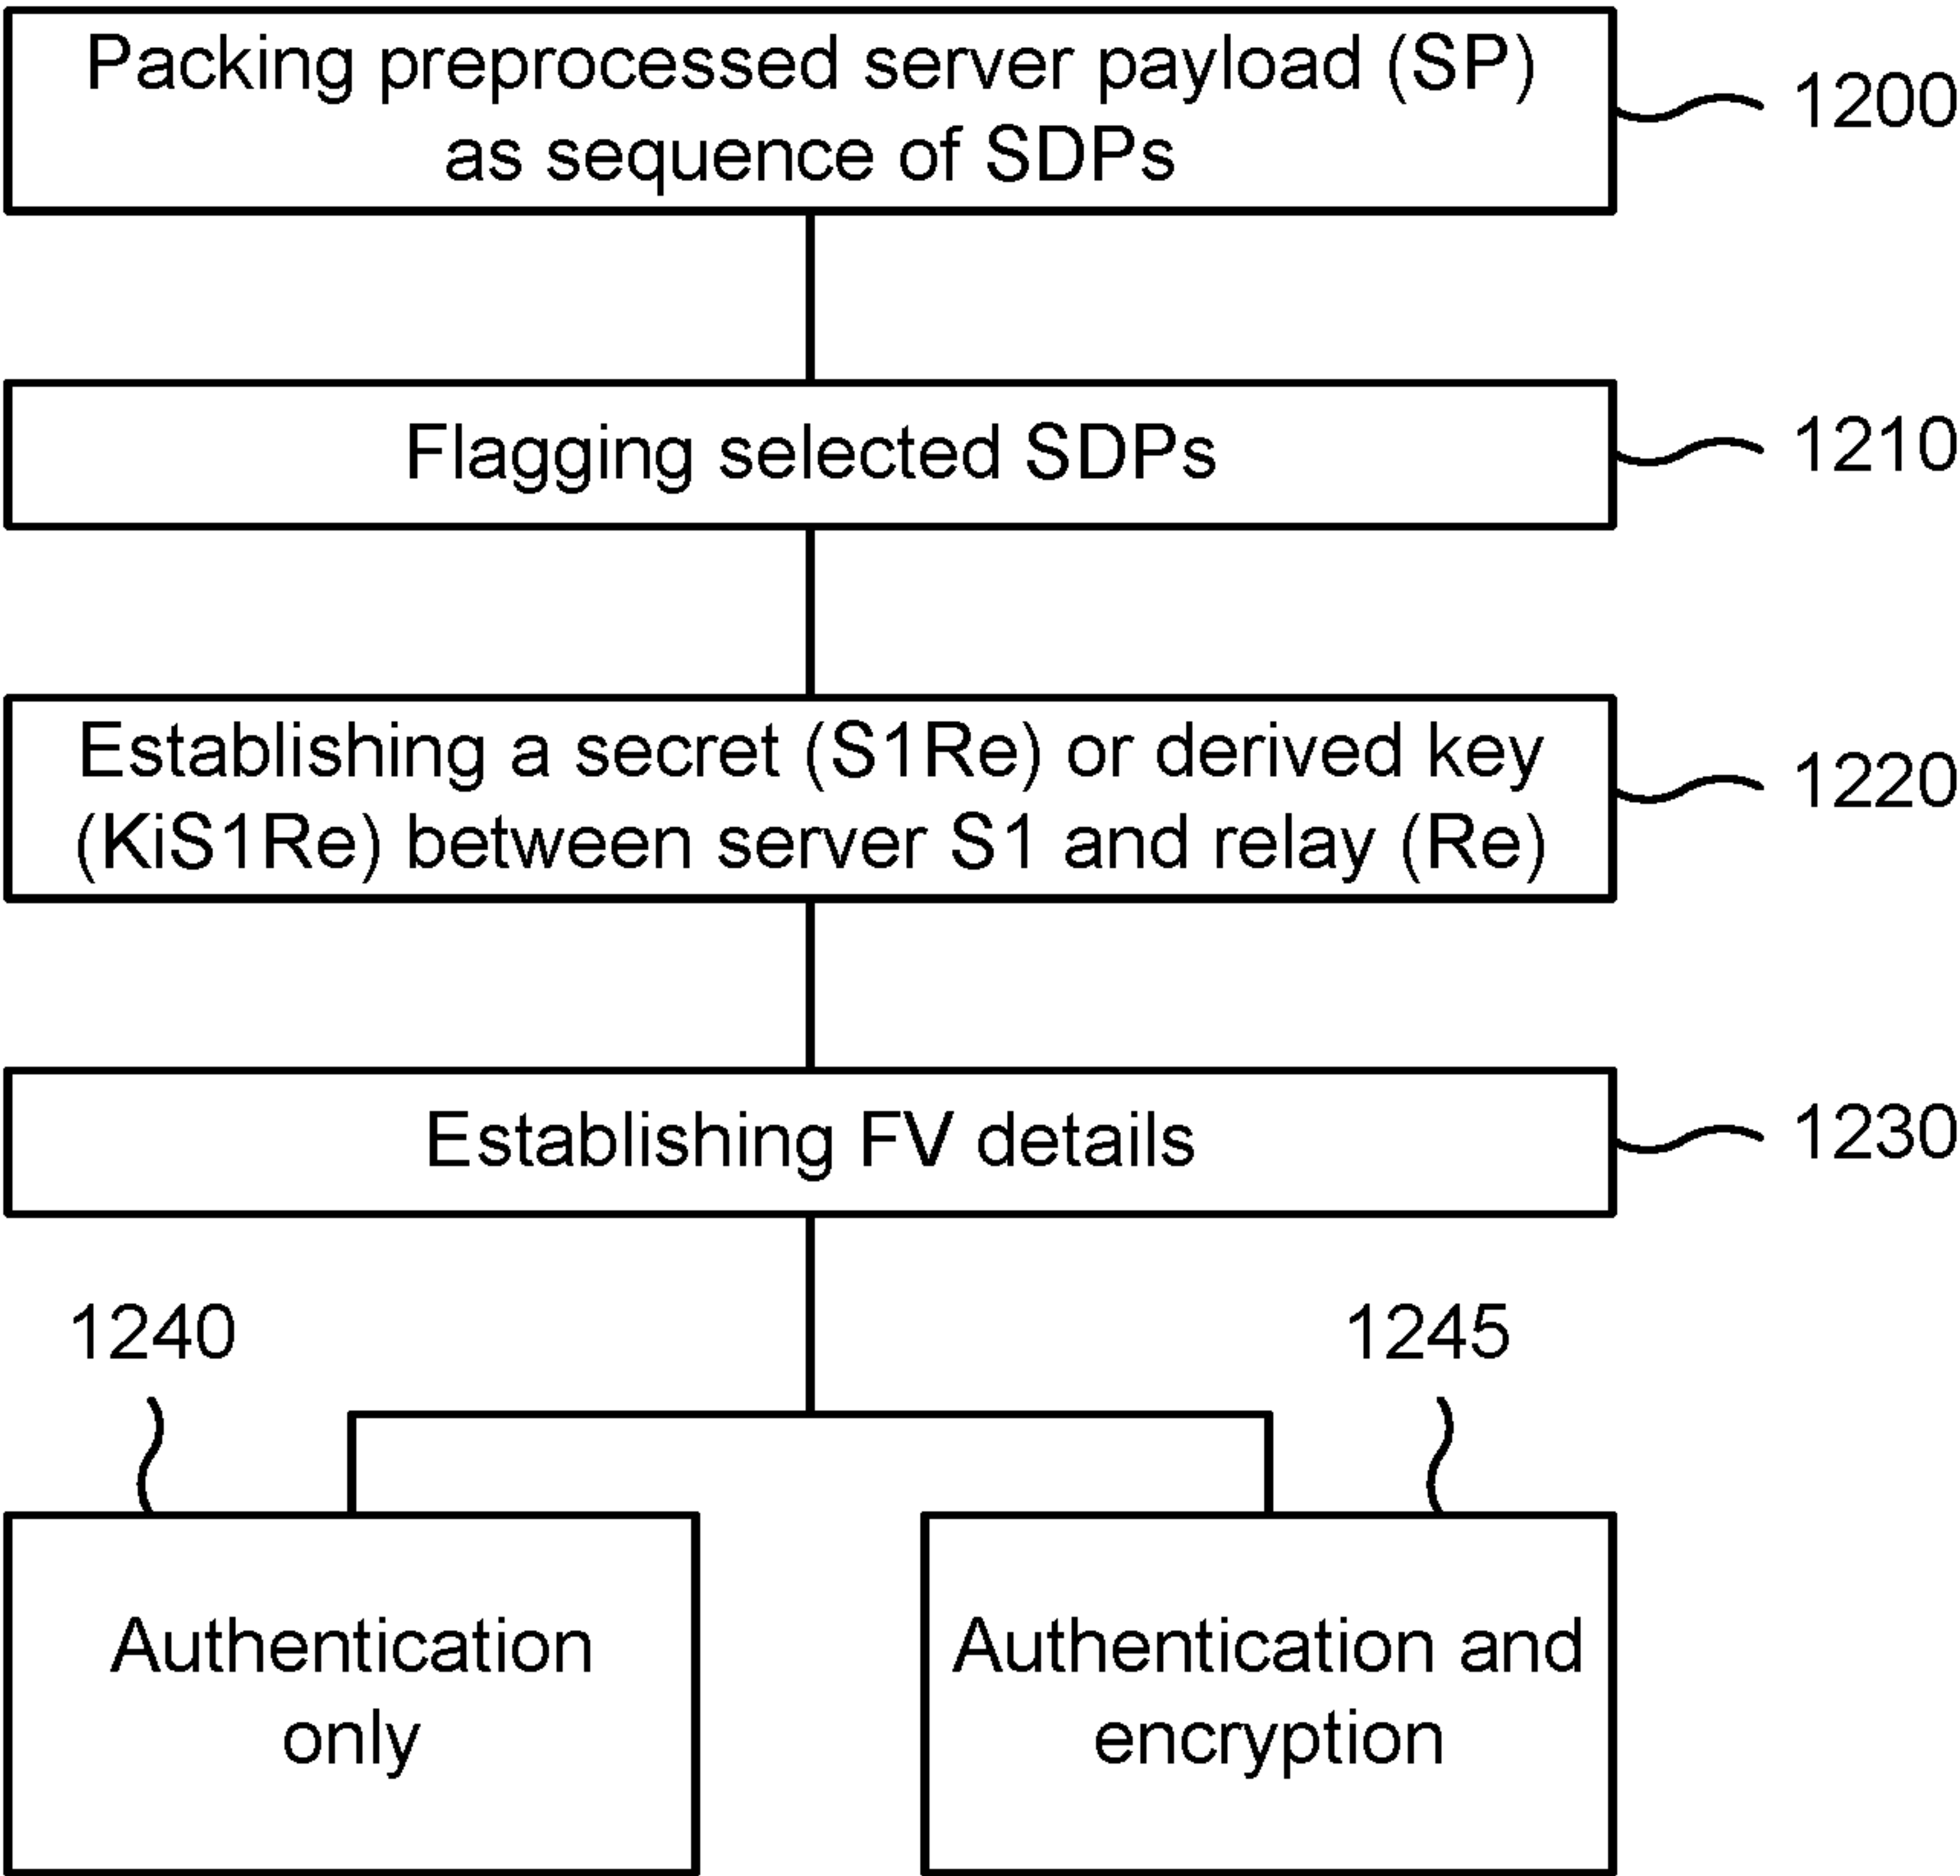 Packing preprocessed server payload (SP)
as sequence of SDPs
1200
Flagging selected SDPs
1210
Establishing a secret (S1Re) or derived key
(KiS1Re) between server S1 and relay (Re)
1220
Establishing FV details
1230
1240
1245
Authentication
only
Authentication and
encryption